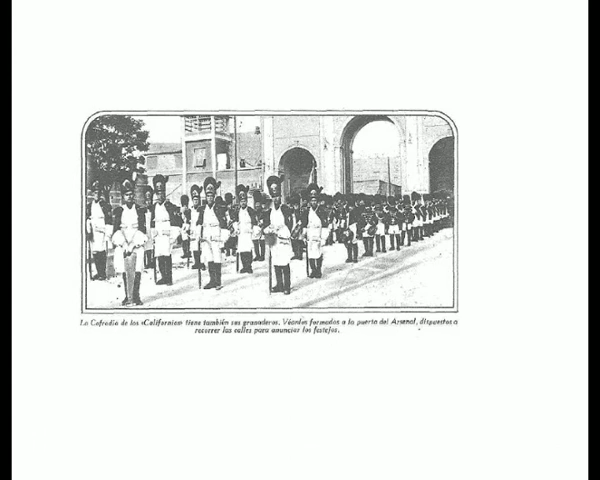 La Cofradía de los «Californios» tiene también sus granaderos. Véanlos formados a la puerta del Arsenal, dispuestos a
recorrer las calles para anunciar los festejos.